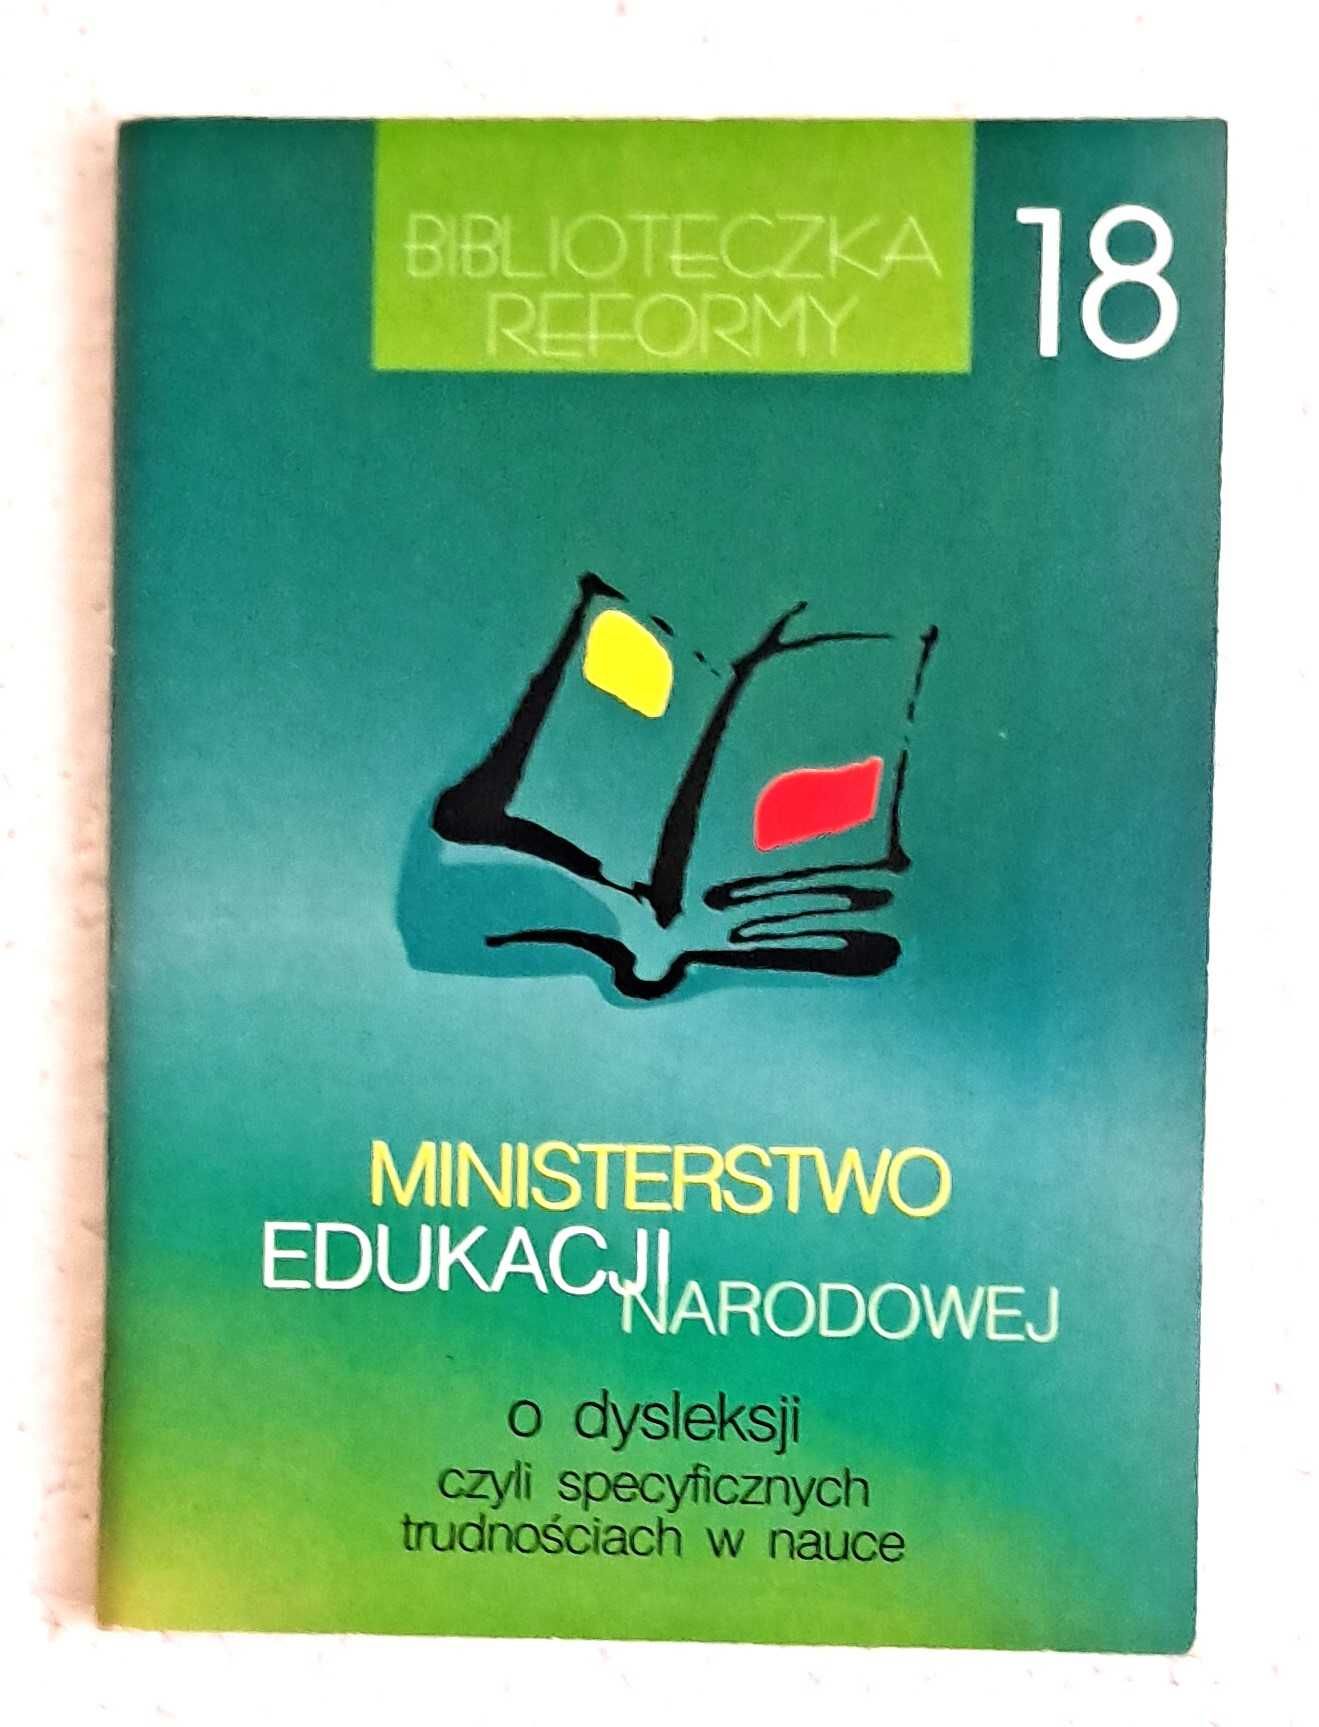 BIBLIOTECZKA
REFORMY
18
MINISTERSTWO
EDUKACJI
NARODOWEJ
o dysleksji
czyli specyficznych
trudnościach w nauce